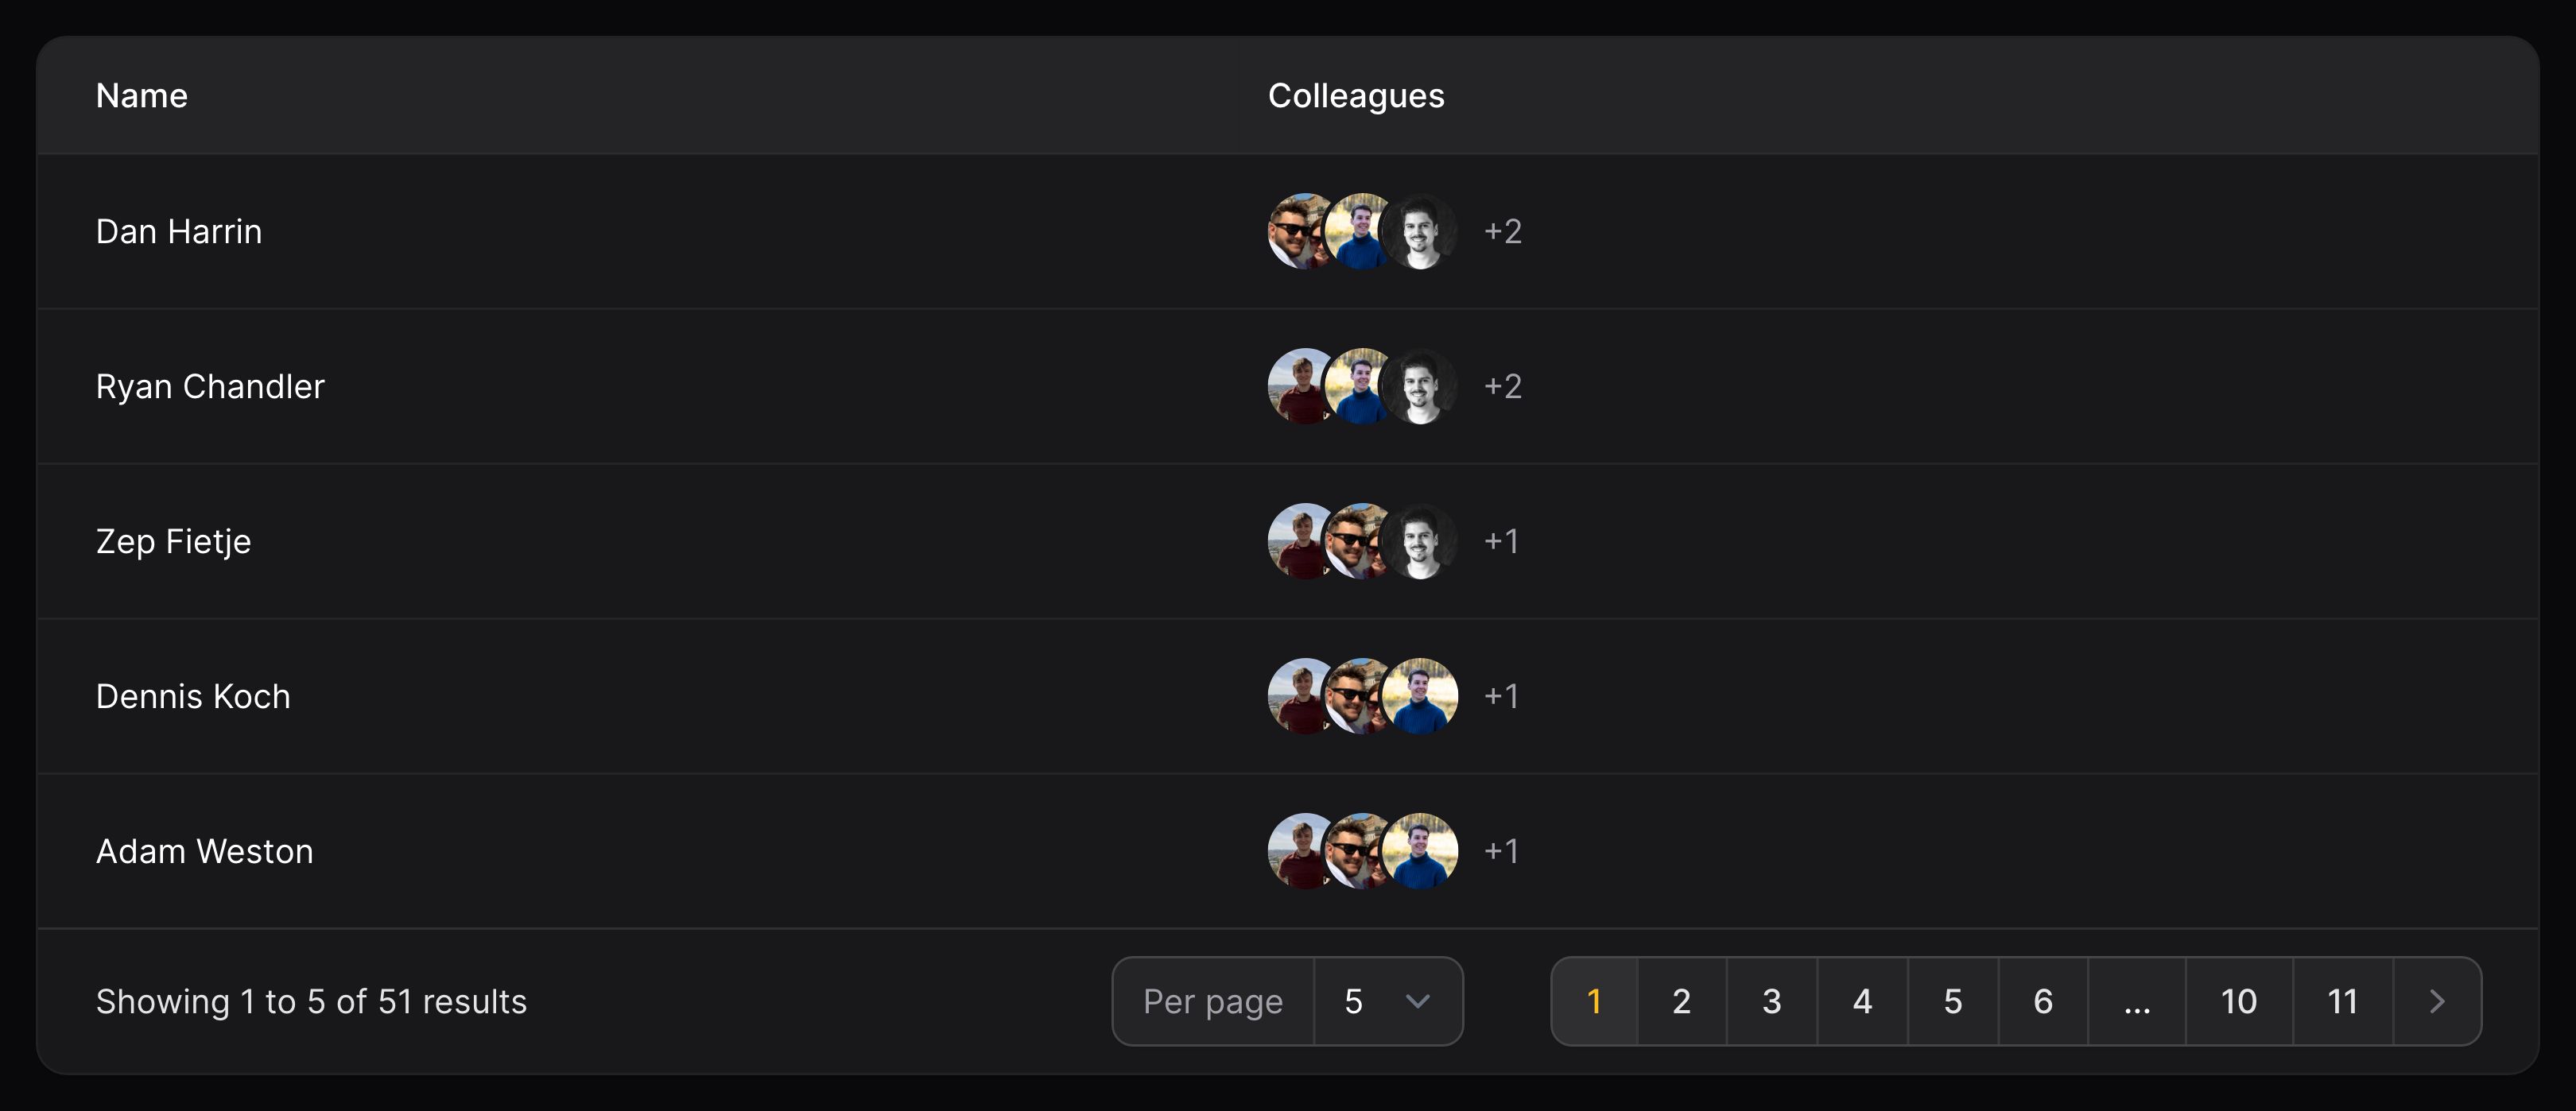 Name Colleagues
Dan Harrin +2
Ryan Chandler +2
Zep Fietje +1
Dennis Koch +1
Adam Weston +1
Showing 1 to 5 of 51 results Per page 5 1 2 3 4 5 6 ... 10 11